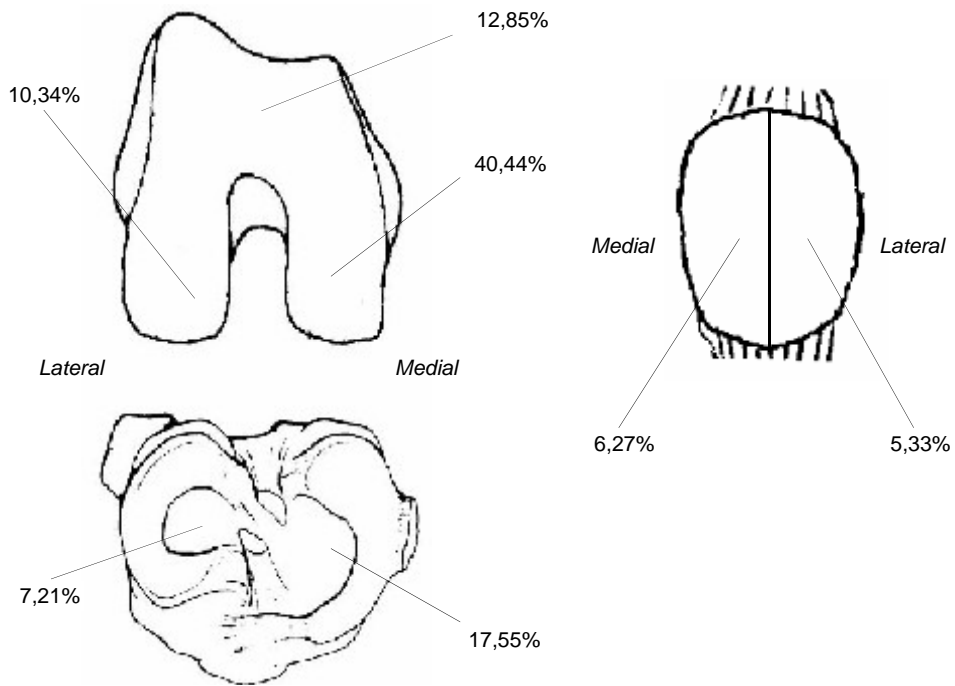 12,85%
10,34%
40,44%
Lateral
Medial
Medial
Lateral
6,27%
5,33%
7,21%
17,55%